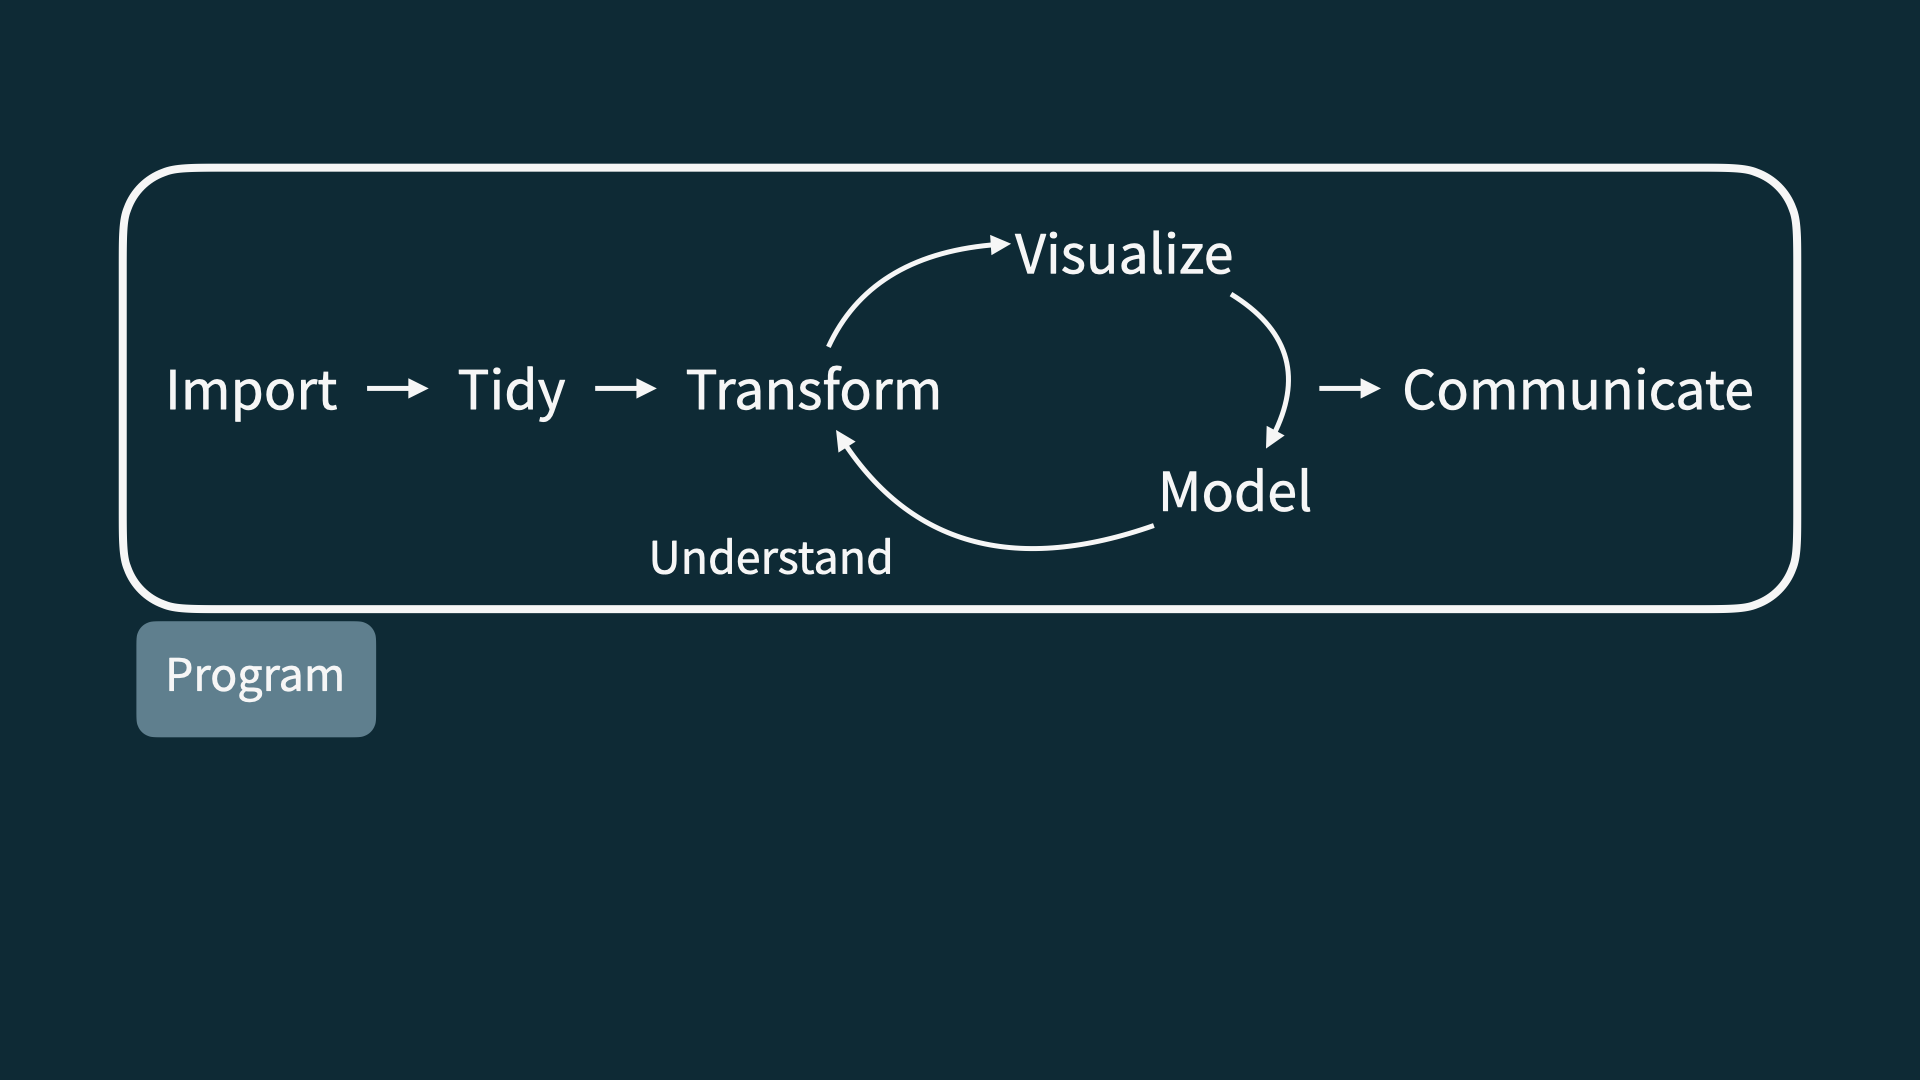 Visualize
Import
Tidy
Transform
Communicate
Model
Understand
Program